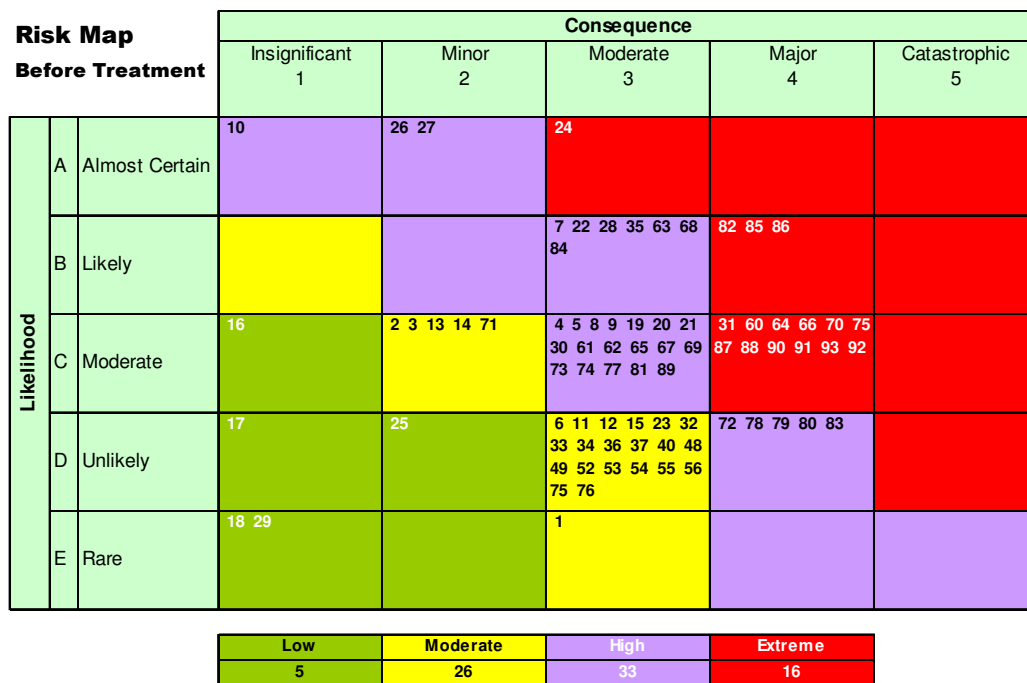 Risk Map
Before Treatment
Consequence
Insignificant Minor Moderate Major Catastrophic
1 2 3 4 5
Likelihood
A Almost Certain
10
26 27
24
B Likely
7 22 28 35 63 68
84
82 85 86
C Moderate
16
2 3 13 14 71
4 5 8 9 19 20 21
30 61 62 65 67 69
73 74 77 81 89
31 60 64 66 70 75
87 88 90 91 93 92
D Unlikely
17
25
6 11 12 15 23 32
33 34 36 37 40 48
49 52 53 54 55 56
75 76
72 78 79 80 83
E Rare
18 29
1
Low Moderate High Extreme
5 26 33 16